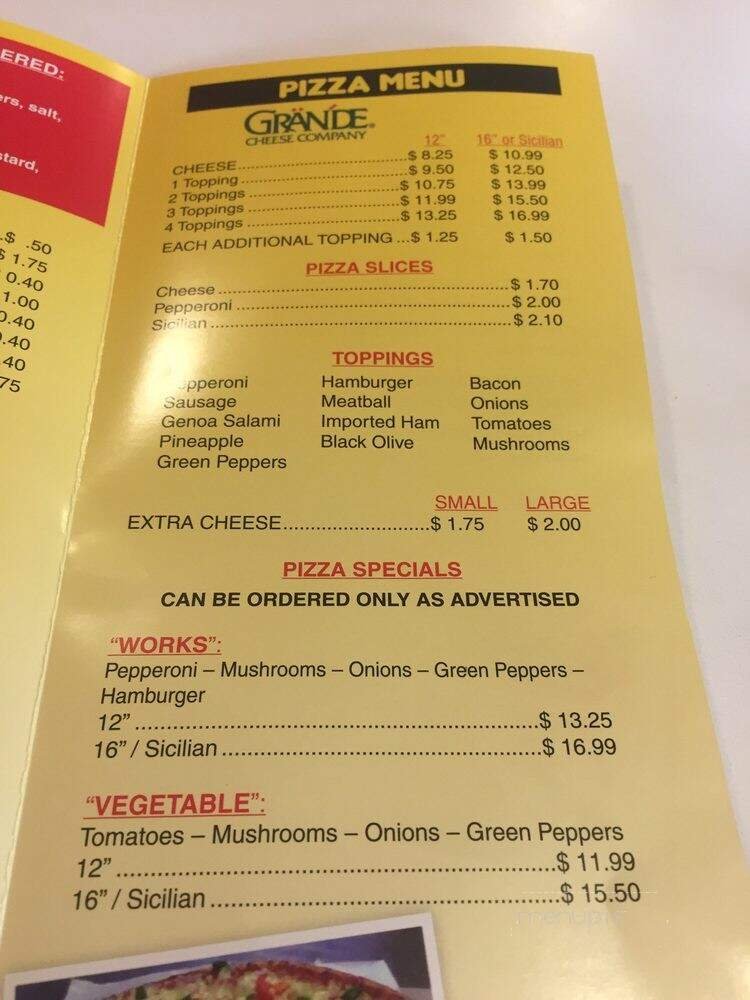 ERED:
ers, salt,
stard,
$ .50
$ 1.75
0.40
1.00
0.40
.40
.40
75
PIZZA MENU
GRANDE®
CHEESE COMPANY
12" 16" or Sicilian
CHEESE $ 8.25 $ 10.99
1 Topping $ 9.50 $ 12.50
2 Toppings $ 10.75 $ 13.99
3 Toppings $ 11.99 $ 15.50
4 Toppings $ 13.25 $ 16.99
EACH ADDITIONAL TOPPING ...$ 1.25 $ 1.50
PIZZA SLICES
Cheese $ 1.70
Pepperoni $ 2.00
Sicilian $ 2.10
TOPPINGS
Pepperoni Hamburger Bacon
Sausage Meatball Onions
Genoa Salami Imported Ham Tomatoes
Pineapple Black Olive Mushrooms
Green Peppers
SMALL LARGE
EXTRA CHEESE $ 1.75 $ 2.00
PIZZA SPECIALS
CAN BE ORDERED ONLY AS ADVERTISED
"WORKS":
Pepperoni – Mushrooms – Onions – Green Peppers –
Hamburger
12" $ 13.25
16" / Sicilian $ 16.99
"VEGETABLE":
Tomatoes – Mushrooms – Onions – Green Peppers
12" $ 11.99
16" / Sicilian $ 15.50